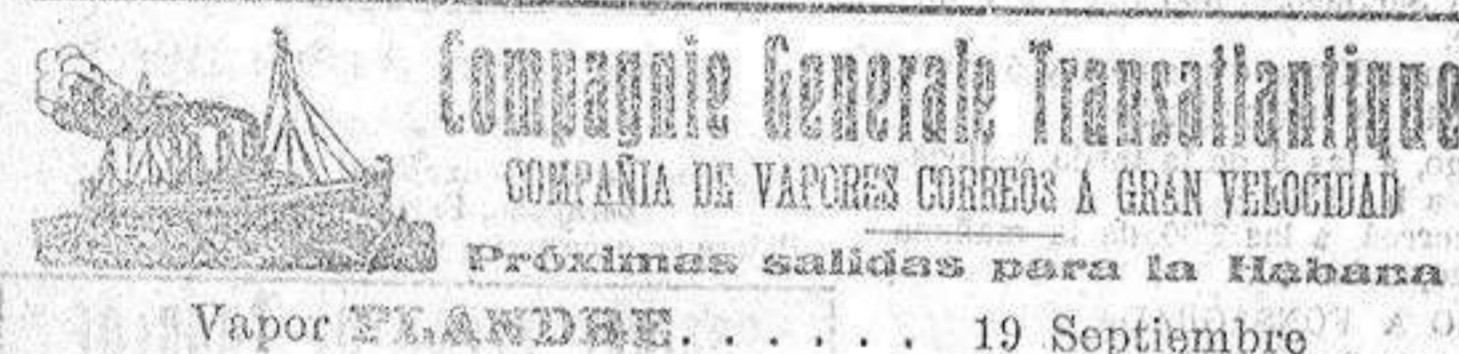 Compagnie Generale Transatlantique
COMPAÑIA DE VAPORES CORREOS A GRAN VELOCIDAD
Próximas salidas para la Habana
Vapor FLANDRE. . . . . . 19 Septiembre